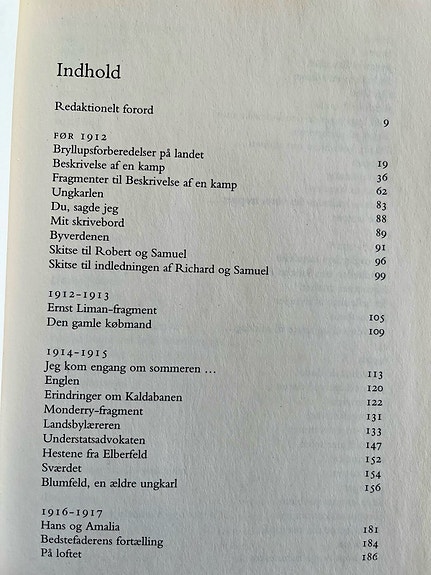 Indhold
Redaktionelt forord 9
FØR 1912
Bryllupsforberedelser på landet 19
Beskrivelse af en kamp 36
Fragmenter til Beskrivelse af en kamp 62
Ungkarlen 83
Du, sagde jeg 88
Mit skrivebord 89
Byverdenen 91
Skitse til Robert og Samuel 96
Skitse til indledningen af Richard og Samuel 99
1912-1913
Ernst Liman-fragment 105
Den gamle købmand 109
1914-1915
Jeg kom engang om sommeren ... 113
Englen 120
Erindringer om Kaldabanen 122
Monderry-fragment 131
Landsbylæreren 133
Understatsadvokaten 147
Hestene fra Elberfeld 152
Sværdet 154
Blumfeld, en ældre ungkarl 156
1916-1917
Hans og Amalia 181
Bedstefaderens fortælling 184
På loftet 186